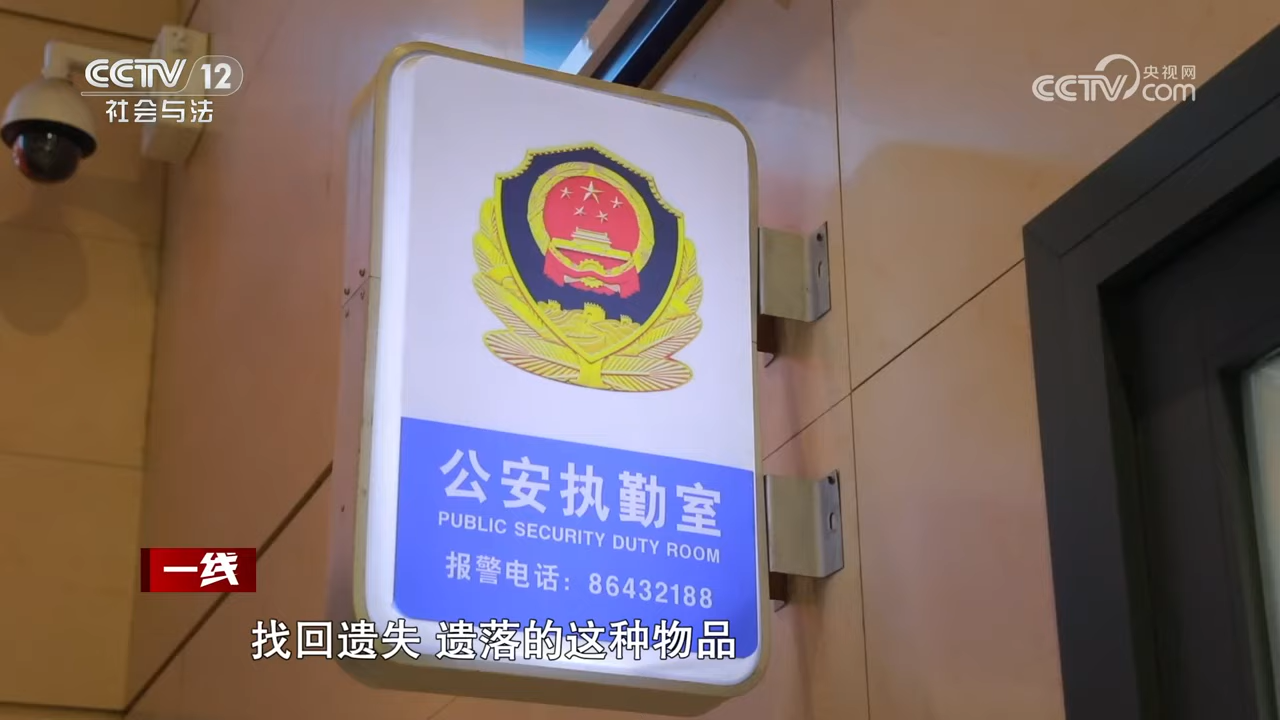 CCTV 12
社会与法
CCTV 央视网
com
公安执勤室
PUBLIC SECURITY DUTY ROOM
报警电话：86432188
一线
找回遗失 遗落的这种物品